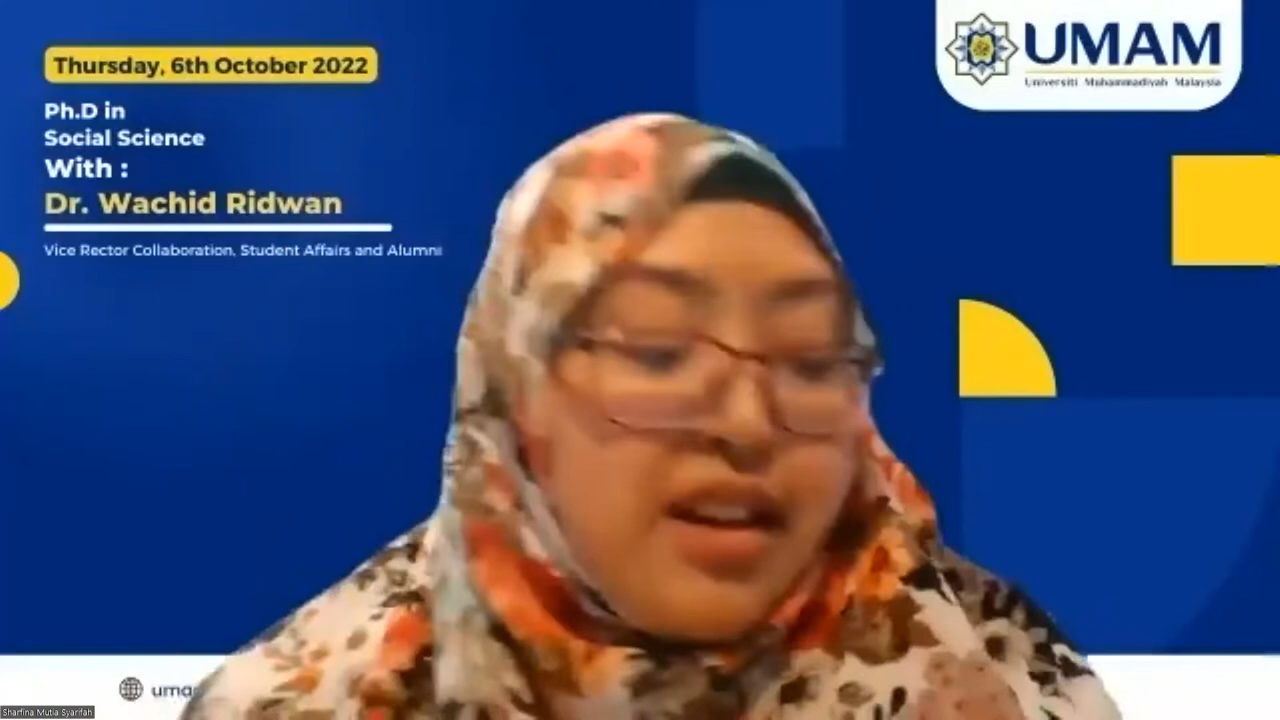 Thursday, 6th October 2022
Ph.D in
Social Science
With :
Dr. Wachid Ridwan
Vice Rector Collaboration, Student Affairs and Alumni
UMAM
Universiti Muhammadiyah Malaysia
Sharfina Mutia Syarifah